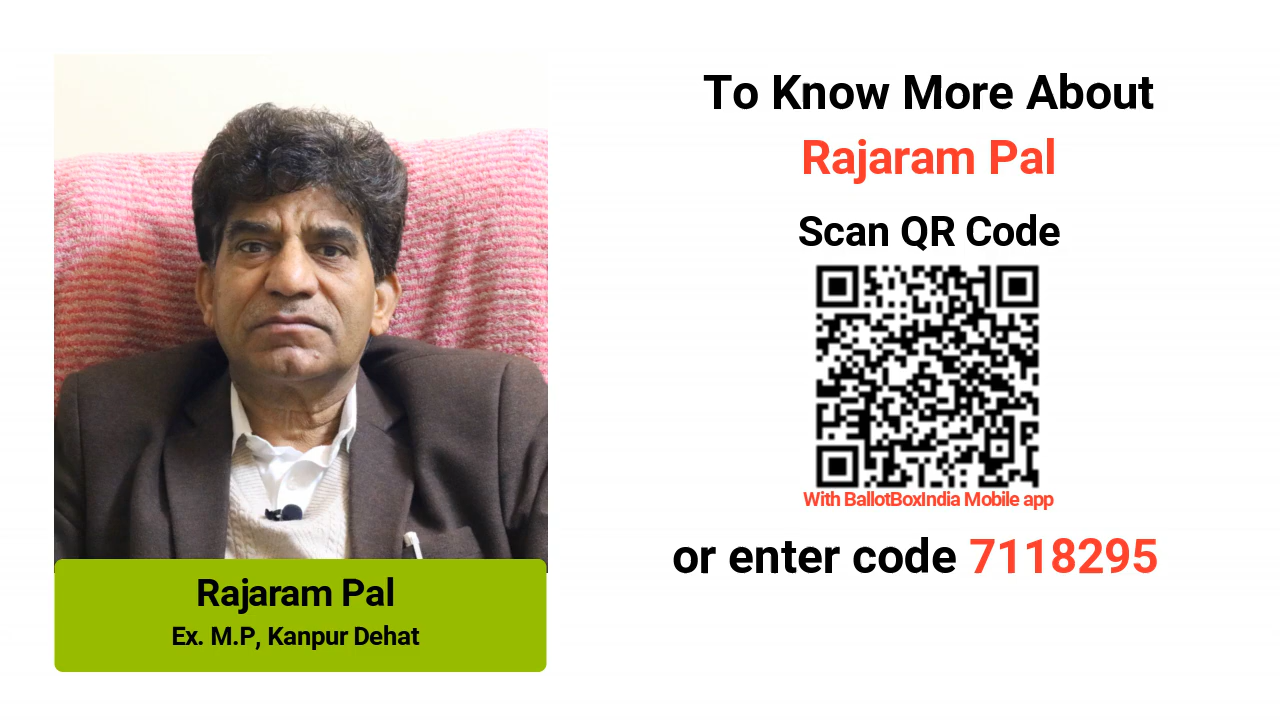 To Know More About
Rajaram Pal
Scan QR Code
With BallotBoxIndia Mobile app
or enter code 7118295
Rajaram Pal
Ex. M.P, Kanpur Dehat